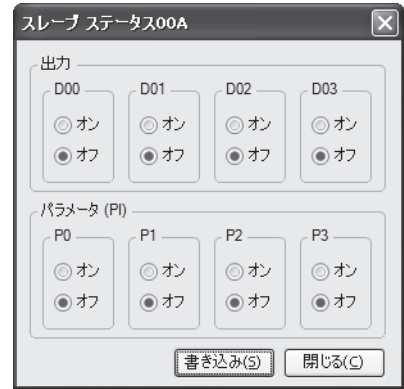 スレーブ ステータス00A
出力
D00 D01 D02 D03
オン オン オン オン
オフ オフ オフ オフ
パラメータ (PI)
P0 P1 P2 P3
オン オン オン オン
オフ オフ オフ オフ
書き込み(S) 閉じる(C)